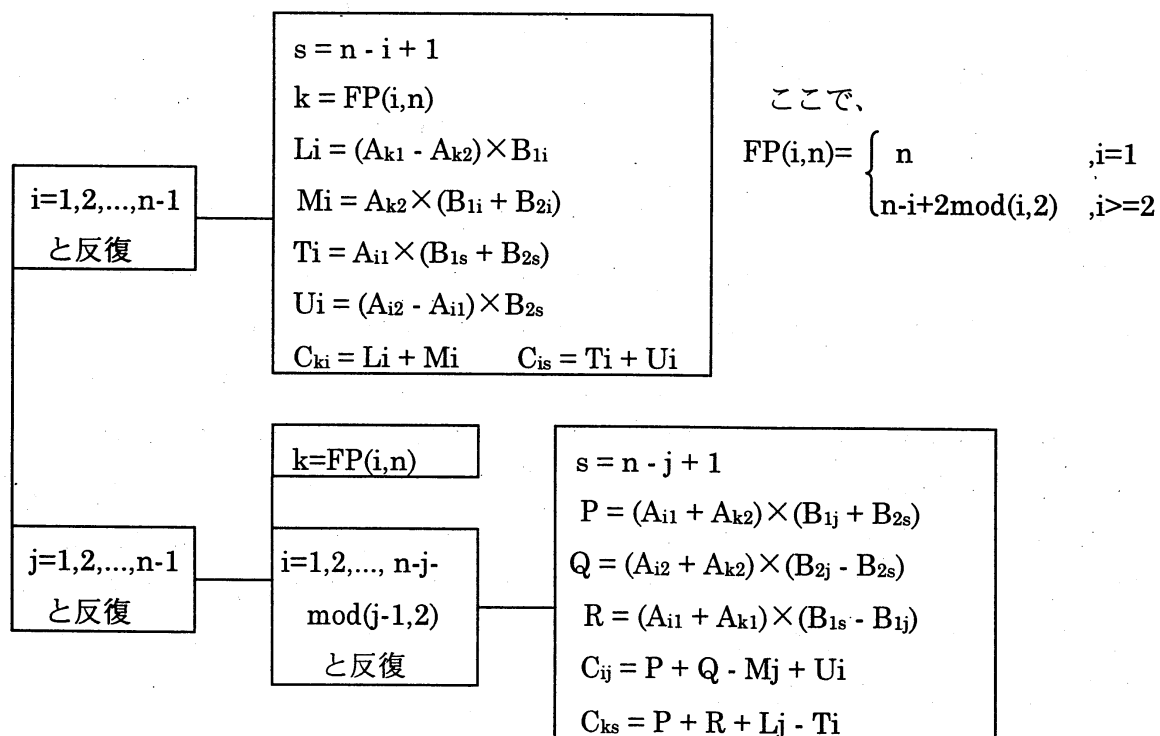 s = n - i + 1
k = FP(i,n)
Li = (Ak1 - Ak2)×B1i
Mi = Ak2×(B1i + B2i)
Ti = Ai1×(B1s + B2s)
Ui = (Ai2 - Ai1)×B2s
Cki = Li + Mi Cis = Ti + Ui
i=1,2,...,n-1
と反復
ここで、
FP(i,n)= { n ,i=1
n-i+2mod(i,2) ,i>=2
j=1,2,...,n-1
と反復
k=FP(i,n)
i=1,2,..., n-j-
mod(j-1,2)
と反復
s = n - j + 1
P = (Ai1 + Ak2)×(B1j + B2s)
Q = (Ai2 + Ak2)×(B2j - B2s)
R = (Ai1 + Ak1)×(B1s - B1j)
Cij = P + Q - Mj + Ui
Cks = P + R + Lj - Ti